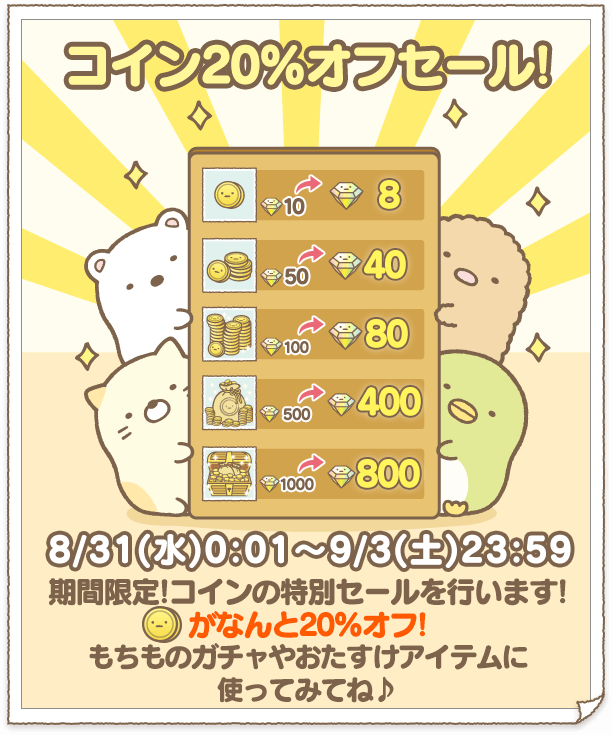 コイン20%オフセール!
10 8
50 40
100 80
500 400
1000 800
8/31(水)0:01～9/3(土)23:59
期間限定!コインの特別セールを行います!
がなんと20%オフ!
もちものガチャやおたすけアイテムに
使ってみてね♪